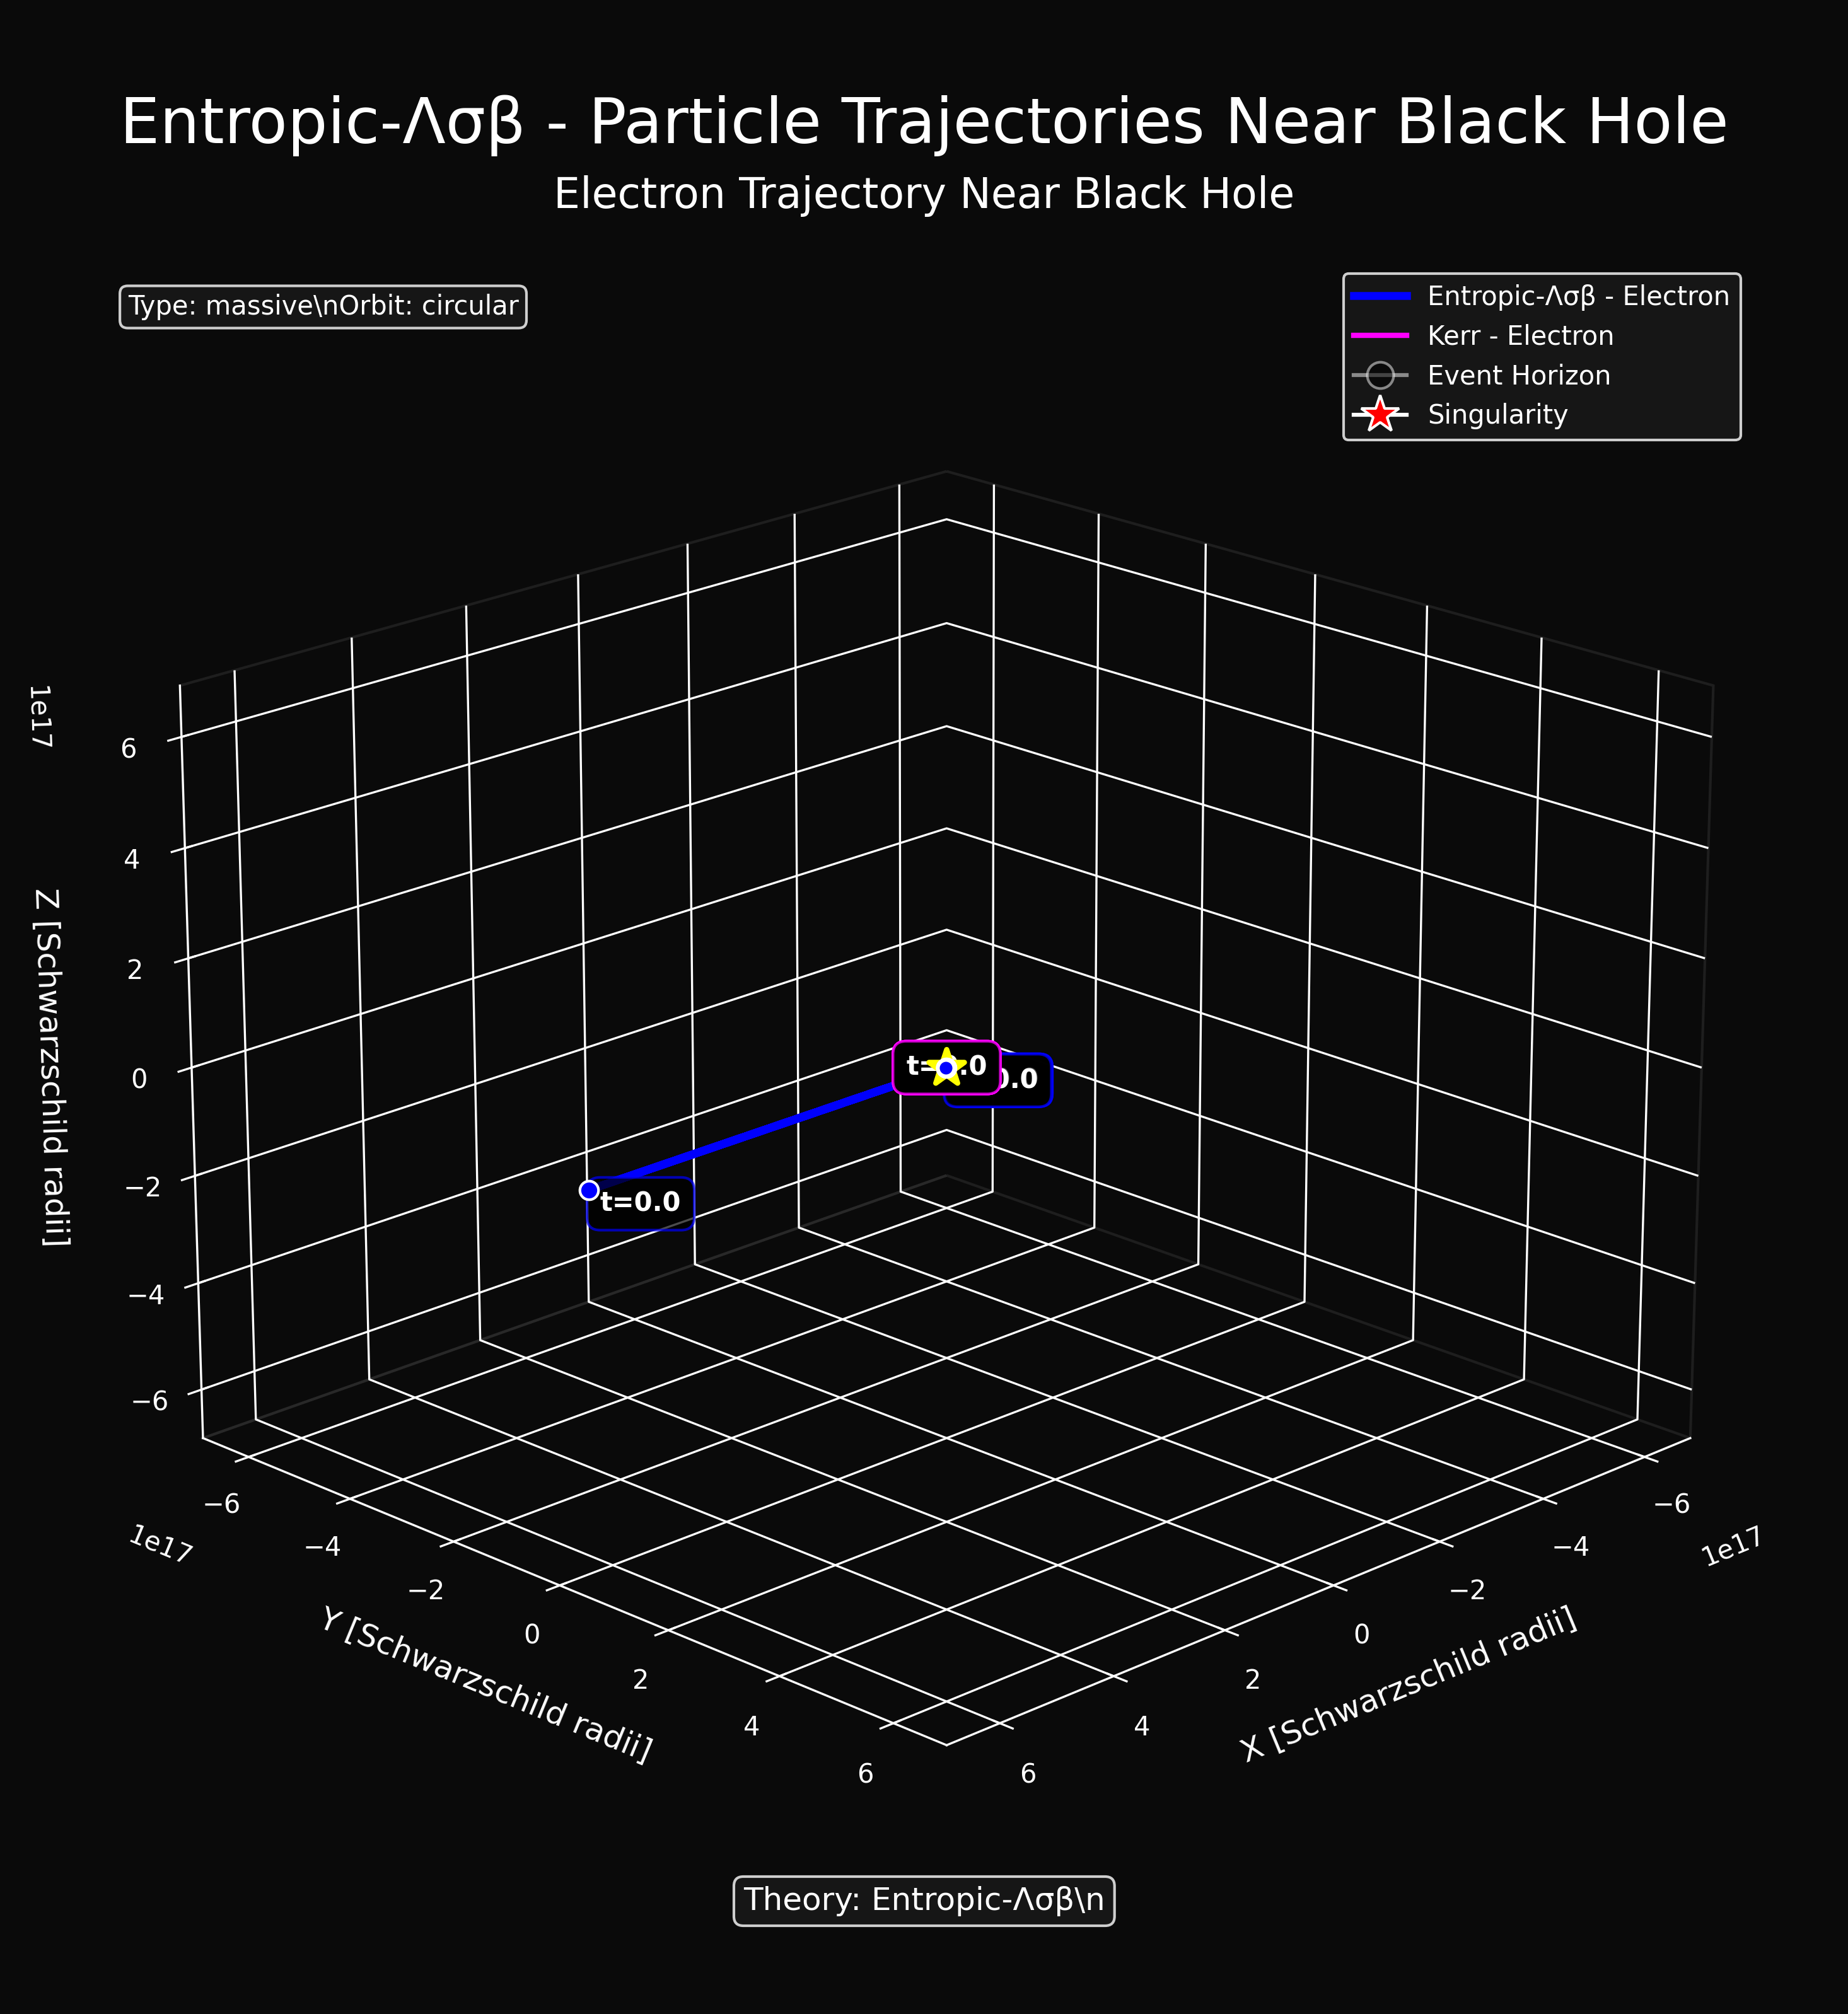 Entropic-Λσβ - Particle Trajectories Near Black Hole
Electron Trajectory Near Black Hole
Type: massive\nOrbit: circular
Entropic-Λσβ - Electron
Kerr - Electron
Event Horizon
Singularity
1e17
6
4
2
0
−2
−4
−6
Z [Schwarzschild radii]
t=0.0
t=0.0
−6
−4
−2
0
2
4
6
1e17
Y [Schwarzschild radii]
−6
−4
−2
0
2
4
6
1e17
X [Schwarzschild radii]
Theory: Entropic-Λσβ\n